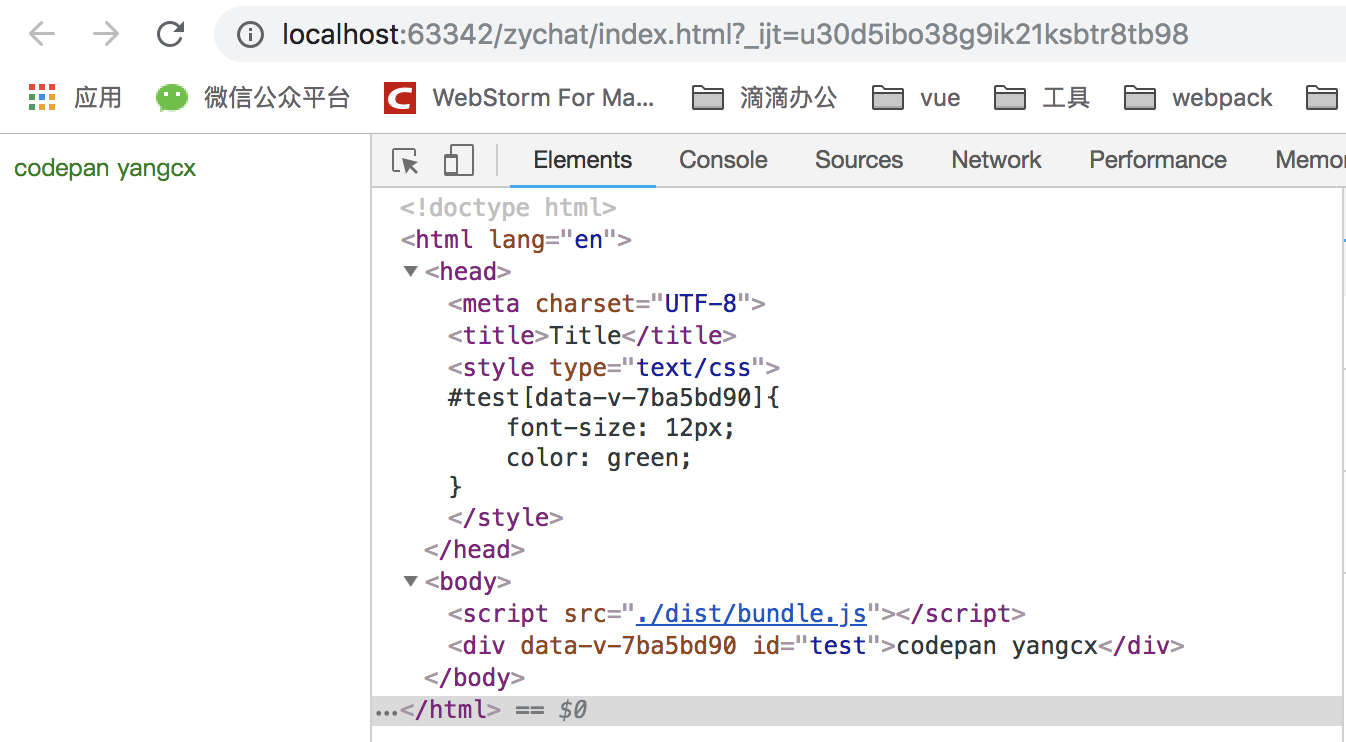 localhost:63342/zychat/index.html?_ijt=u30d5ibo38g9ik21ksbtr8tb98
应用 微信公众平台 WebStorm For Ma... 滴滴办公 vue 工具 webpack
codepan yangcx
Elements Console Sources Network Performance Memor
<!doctype html>
<html lang="en">
<head>
<meta charset="UTF-8">
<title>Title</title>
<style type="text/css">
#test[data-v-7ba5bd90]{
font-size: 12px;
color: green;
}
</style>
</head>
<body>
<script src="./dist/bundle.js"></script>
<div data-v-7ba5bd90 id="test">codepan yangcx</div>
</body>
...</html> == $0